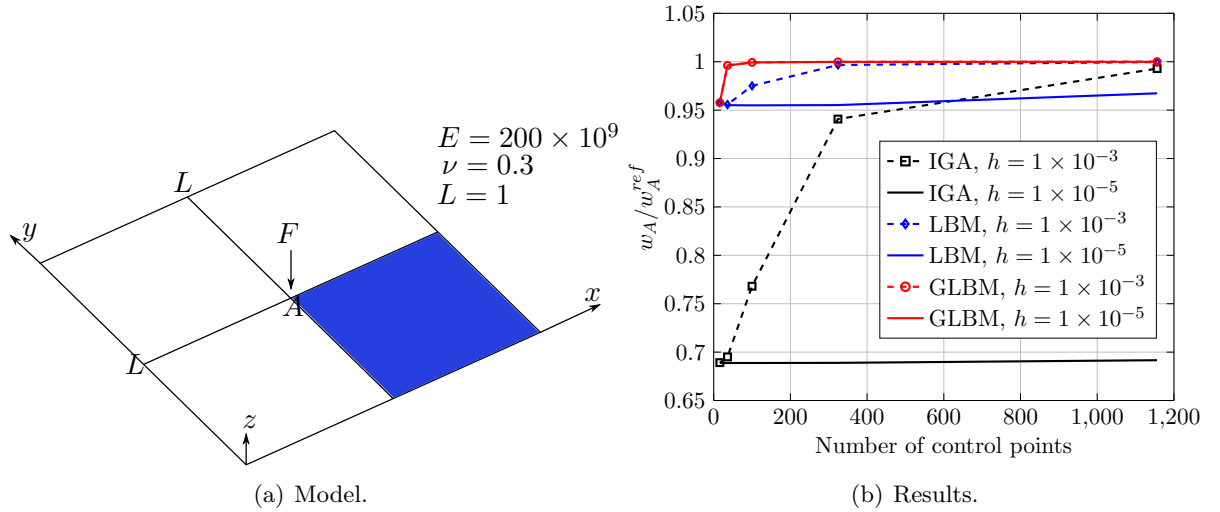 E = 200 × 10⁹
ν = 0.3
L = 1
L
y
F
A
x
L
z
(a) Model.
1.05
1
0.95
0.9
0.85
0.8
0.75
0.7
0.65
w_A/w_A^{ref}
IGA, h = 1 × 10⁻³
IGA, h = 1 × 10⁻⁵
LBM, h = 1 × 10⁻³
LBM, h = 1 × 10⁻⁵
GLBM, h = 1 × 10⁻³
GLBM, h = 1 × 10⁻⁵
0 200 400 600 800 1,000 1,200
Number of control points
(b) Results.